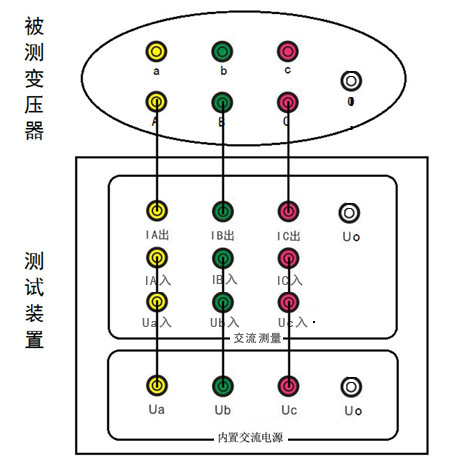 被测变压器
a b c
0
A B C
测试装置
IA出 IB出 IC出 Uo
IA入 IB入 IC入
Ua入 Ub入 Uc入
交流测量
Ua Ub Uc Uo
内置交流电源